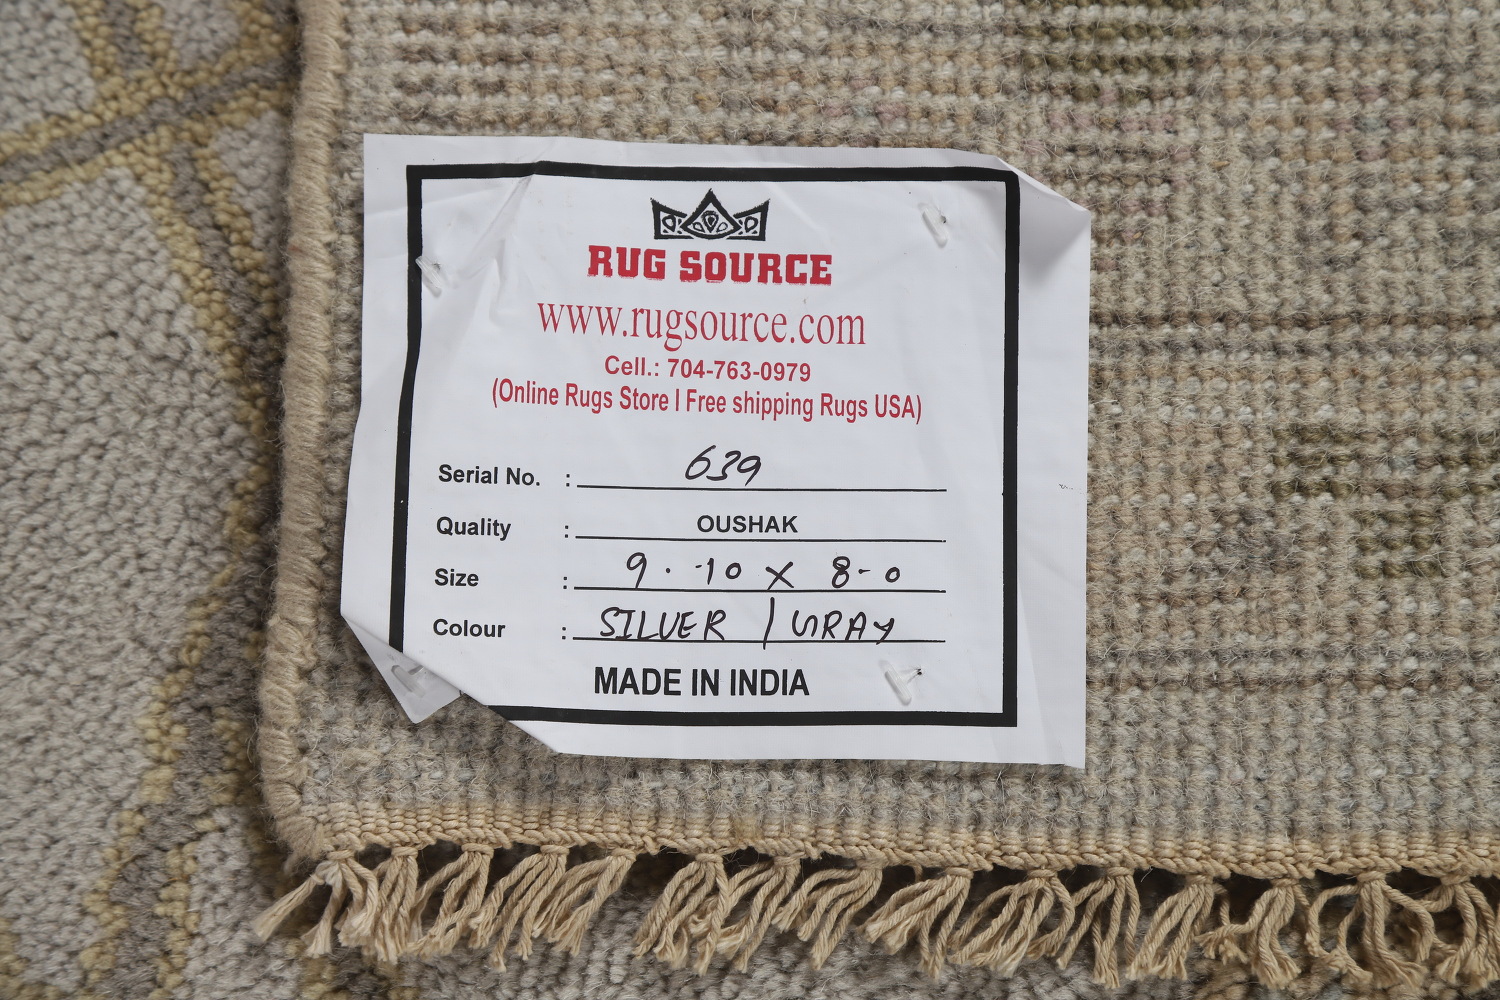 RUG SOURCE
www.rugsource.com
Cell.: 704-763-0979
(Online Rugs Store | Free shipping Rugs USA)
Serial No. : 639
Quality : OUSHAK
Size : 9.10 x 8-0
Colour : SILVER / GRAY
MADE IN INDIA